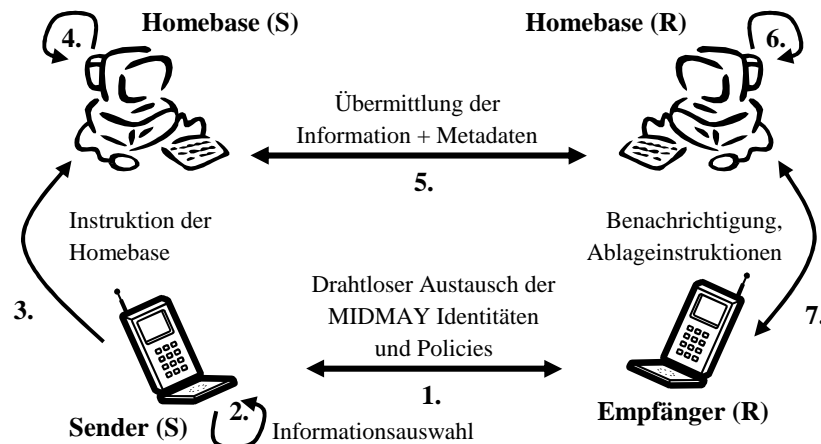 Homebase (S)
Homebase (R)
4.
6.
Übermittlung der
Information + Metadaten
5.
Instruktion der
Homebase
Benachrichtigung,
Ablageinstruktionen
3.
Drahtloser Austausch der
MIDMAY Identitäten
und Policies
7.
1.
2.
Sender (S)
Informationsauswahl
Empfänger (R)